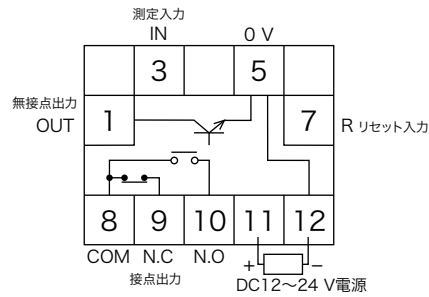 測定入力
IN
0 V
3
5
無接点出力
OUT
1
7
R リセット入力
8
9
10
11
12
COM
N.C
N.O
接点出力
+
−
DC12〜24 V電源